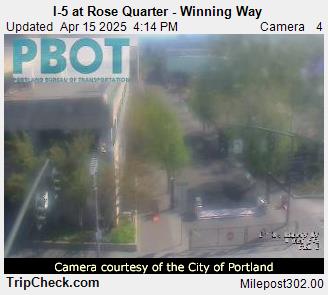 I-5 at Rose Quarter - Winning Way
Updated Apr 15 2025 4:14 PM Camera 4
PBOT
PORTLAND BUREAU OF TRANSPORTATION
Camera courtesy of the City of Portland
TripCheck.com Milepost302.00